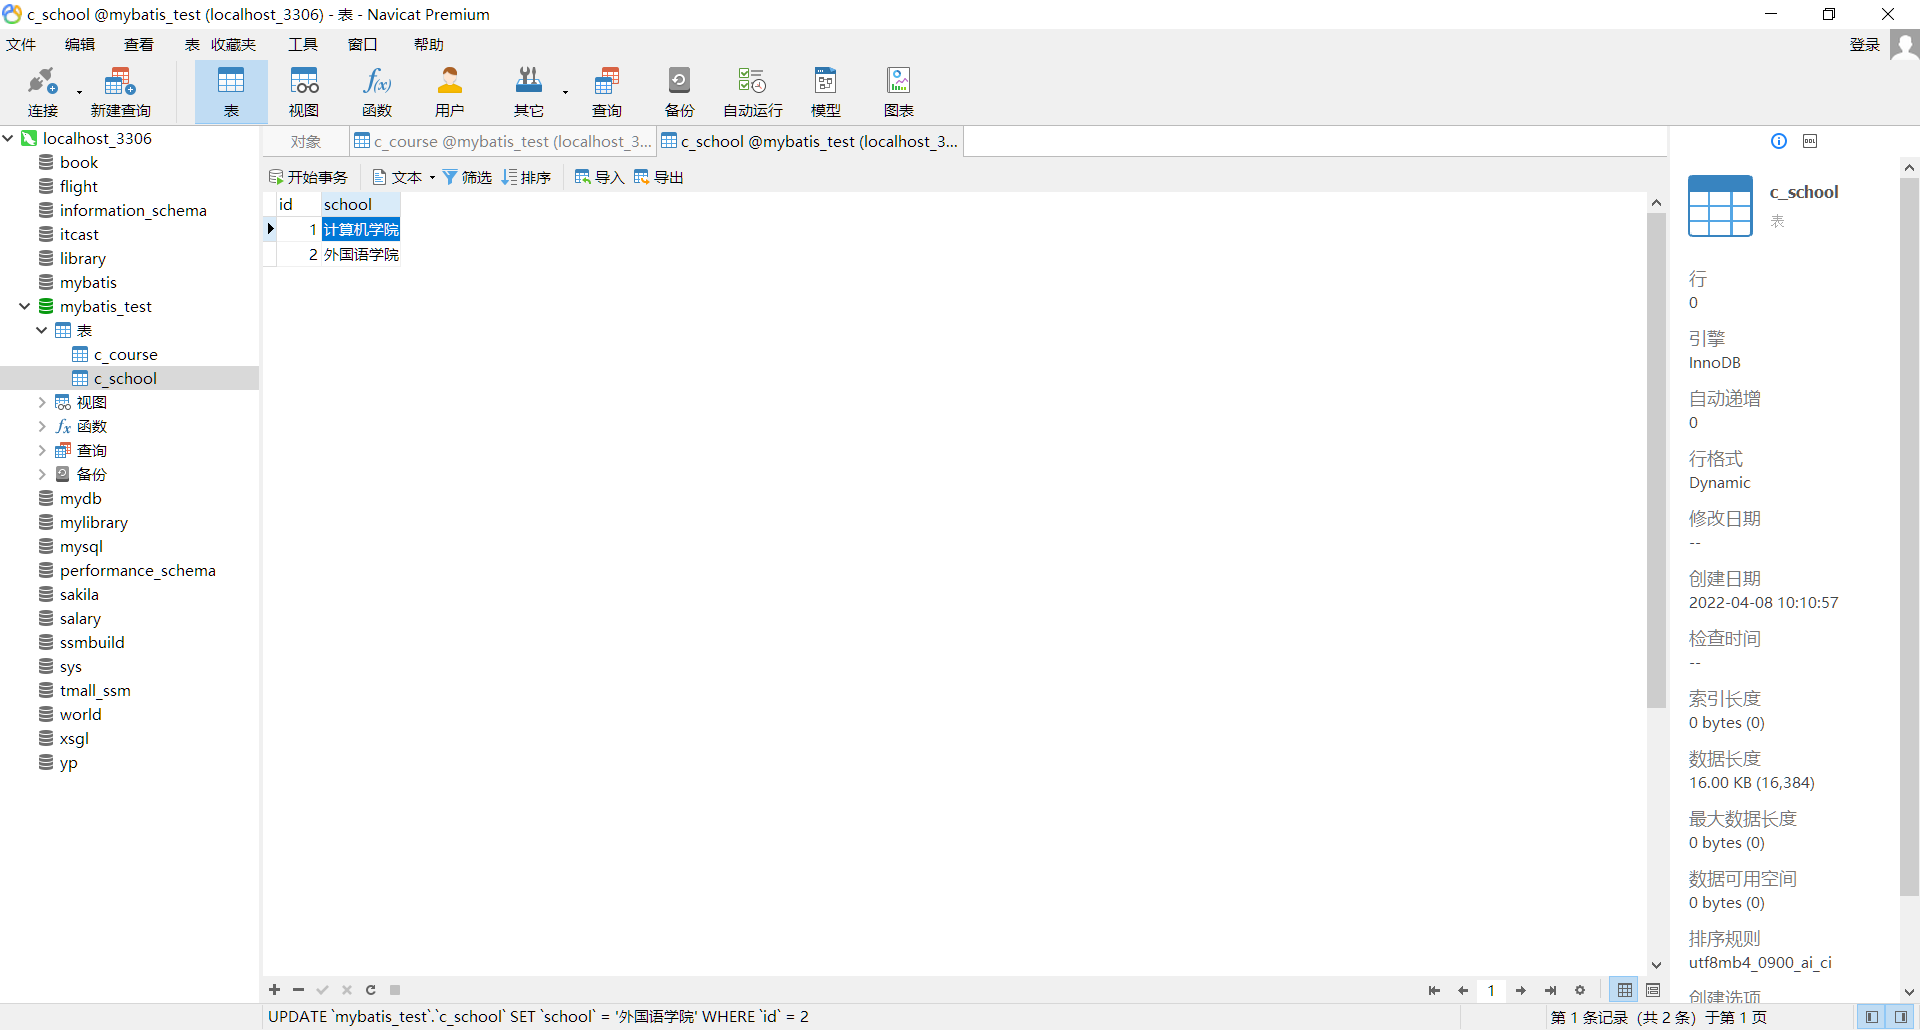 c_school @mybatis_test (localhost_3306) - 表 - Navicat Premium
文件 编辑 查看 表 收藏夹 工具 窗口 帮助 登录
连接 新建查询 表 视图 函数 用户 其它 查询 备份 自动运行 模型 图表
localhost_3306
book
flight
information_schema
itcast
library
mybatis
mybatis_test
表
c_course
c_school
视图
函数
查询
备份
mydb
mylibrary
mysql
performance_schema
sakila
salary
ssmbuild
sys
tmall_ssm
world
xsgl
yp
对象 c_course @mybatis_test (localhost_3... c_school @mybatis_test (localhost_3...
开始事务 文本 筛选 排序 导入 导出
id school
1 计算机学院
2 外国语学院
1
UPDATE `mybatis_test`.`c_school` SET `school` = '外国语学院' WHERE `id` = 2
第 1 条记录 (共 2 条) 于第 1 页
DDL
c_school
表
行
0
引擎
InnoDB
自动递增
0
行格式
Dynamic
修改日期
--
创建日期
2022-04-08 10:10:57
检查时间
--
索引长度
0 bytes (0)
数据长度
16.00 KB (16,384)
最大数据长度
0 bytes (0)
数据可用空间
0 bytes (0)
排序规则
utf8mb4_0900_ai_ci
创建选项